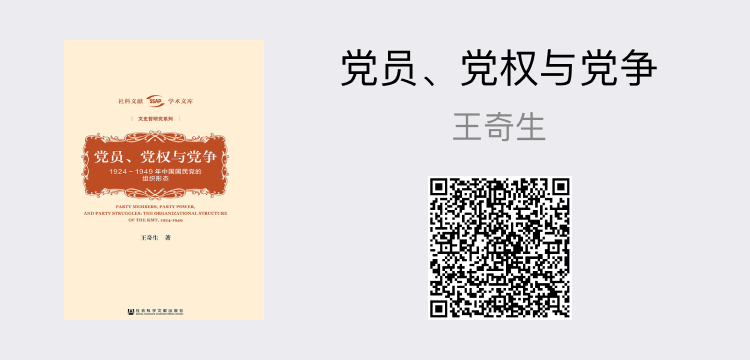 社科文献 SSAP 学术文库
文史哲研究系列
党员、党权与党争
1924～1949年中国国民党的
组织形态
PARTY MEMBERS, PARTY POWER,
AND PARTY STRUGGLES: THE ORGANIZATIONAL STRUCTURE
OF THE KMT, 1924-1949
王奇生 著
社会科学文献出版社
党员、党权与党争
王奇生